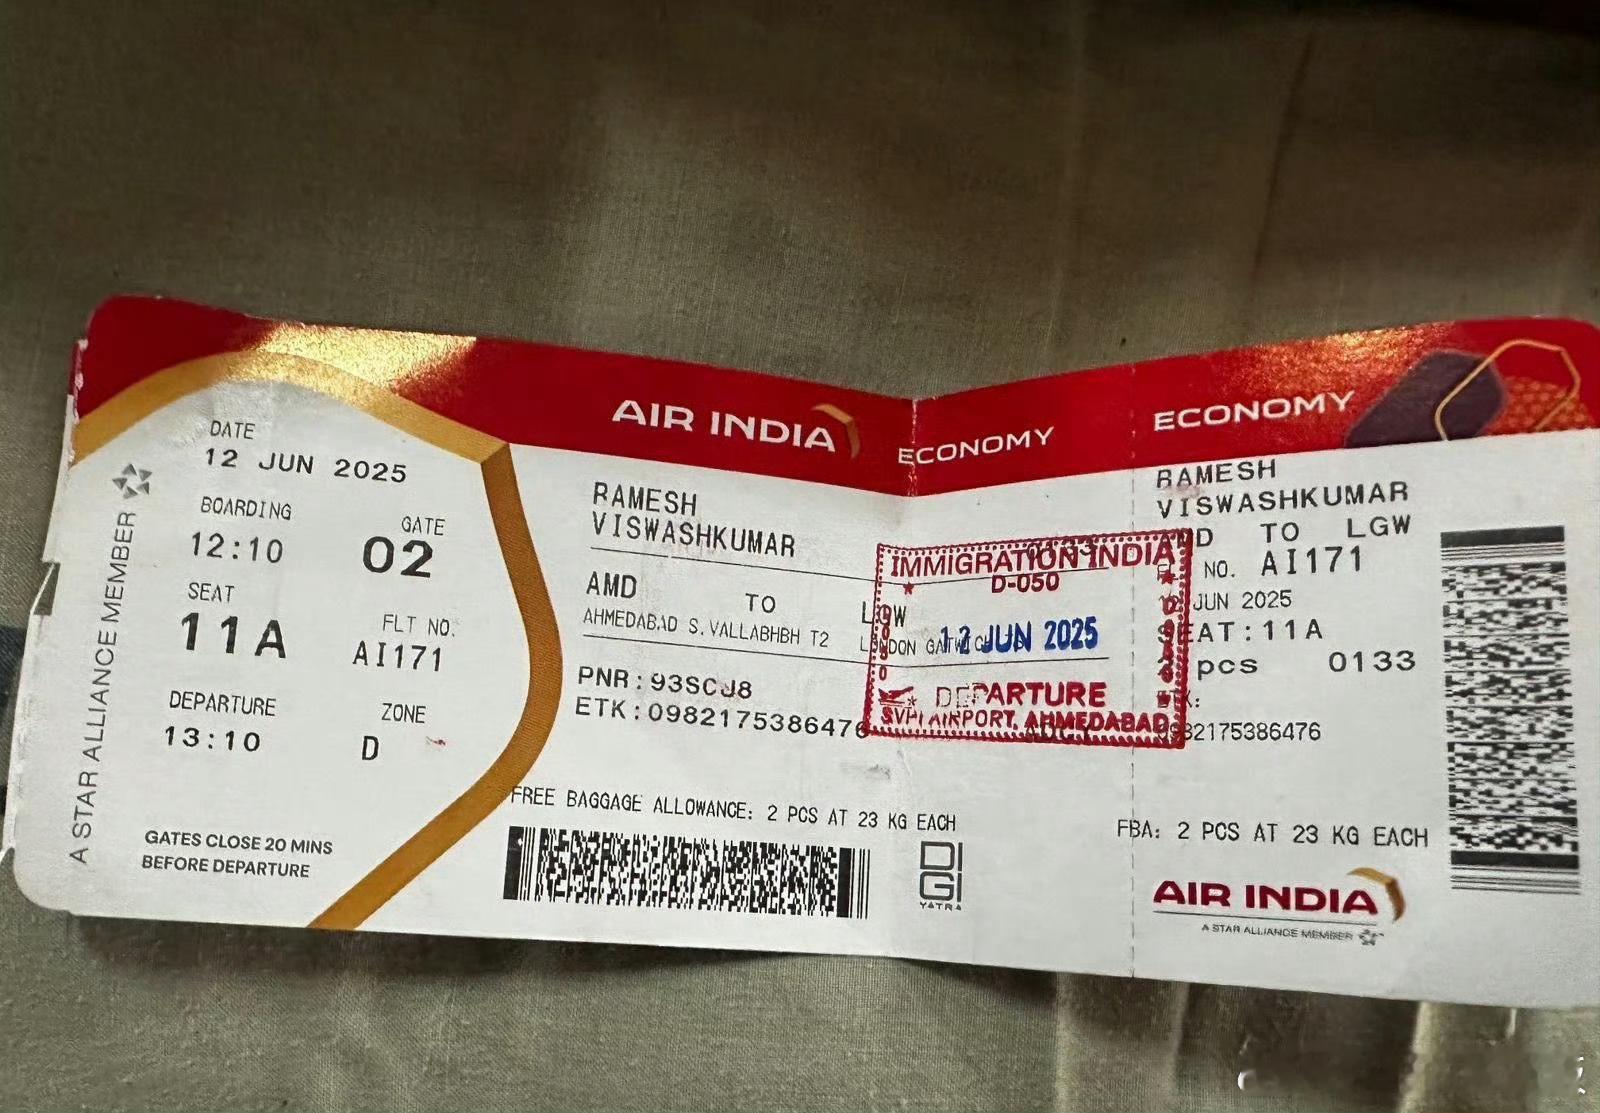 AIR INDIA
ECONOMY
ECONOMY
A STAR ALLIANCE MEMBER
DATE
12 JUN 2025
BOARDING
12:10
GATE
02
SEAT
11A
FLT NO.
AI171
DEPARTURE
13:10
ZONE
D
GATES CLOSE 20 MINS
BEFORE DEPARTURE
RAMESH
VISWASHKUMAR
AMD TO LGW
AHMEDABAD S.VALLABHBH T2
PNR:93SCJ8
ETK:0982175386476
FREE BAGGAGE ALLOWANCE: 2 PCS AT 23 KG EACH
DIGI
YATRA
IMMIGRATION INDIA
D-050
12 JUN 2025
DEPARTURE
SVPI AIRPORT, AHMEDABAD
RAMESH
VISWASHKUMAR
TO LGW
NO. AI171
JUN 2025
SEAT:11A
pcs 0133
FBA: 2 PCS AT 23 KG EACH
AIR INDIA
A STAR ALLIANCE MEMBER